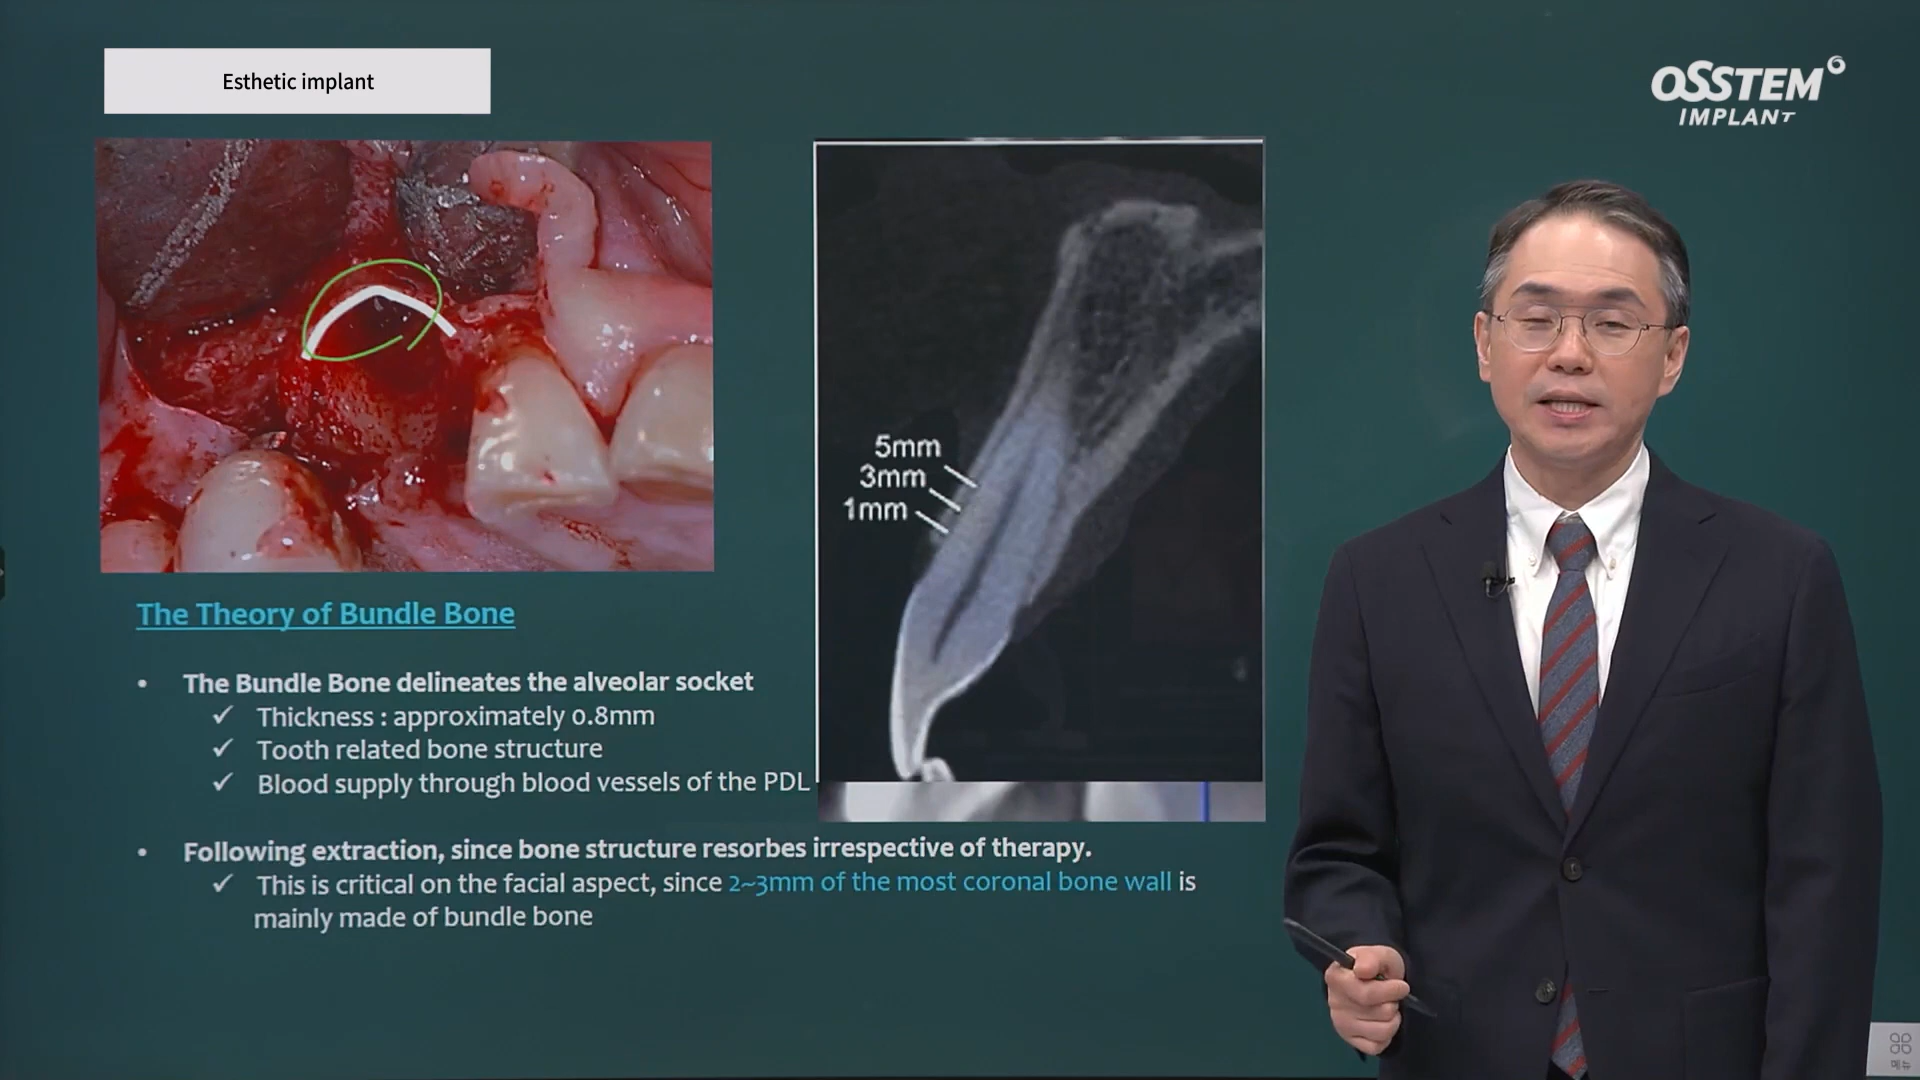 Esthetic implant
OSSTEM
IMPLANT
5mm
3mm
1mm
The Theory of Bundle Bone
• The Bundle Bone delineates the alveolar socket
✓ Thickness : approximately 0.8mm
✓ Tooth related bone structure
✓ Blood supply through blood vessels of the PDL
• Following extraction, since bone structure resorbes irrespective of therapy.
✓ This is critical on the facial aspect, since 2~3mm of the most coronal bone wall is
mainly made of bundle bone